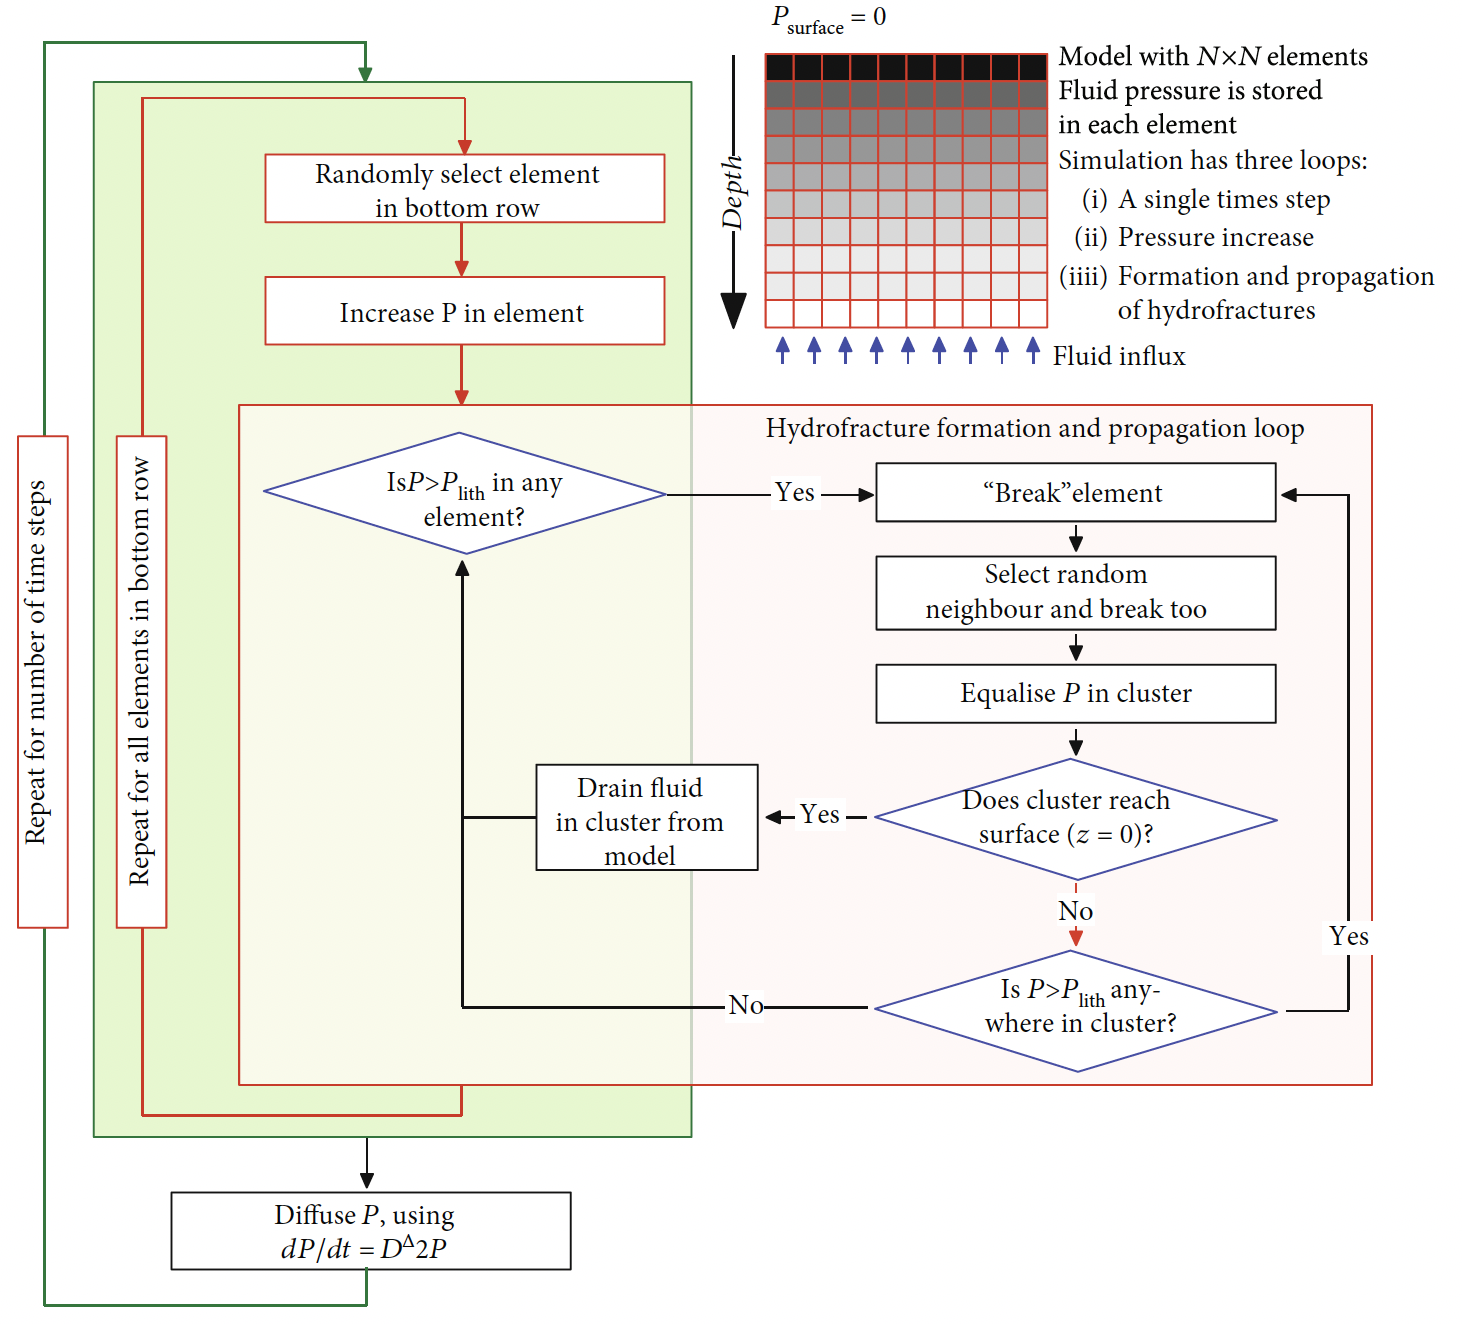 P_surface = 0
Model with N×N elements
Fluid pressure is stored
in each element
Simulation has three loops:
(i) A single times step
(ii) Pressure increase
(iiii) Formation and propagation
of hydrofractures
Depth
Fluid influx
Randomly select element
in bottom row
Increase P in element
Hydrofracture formation and propagation loop
IsP>P_lith in any
element?
Yes
“Break”element
Select random
neighbour and break too
Equalise P in cluster
Does cluster reach
surface (z = 0)?
Yes
Drain fluid
in cluster from
model
No
Is P>P_lith any-
where in cluster?
Yes
No
Repeat for number of time steps
Repeat for all elements in bottom row
Diffuse P, using
dP/dt = D^Δ2P